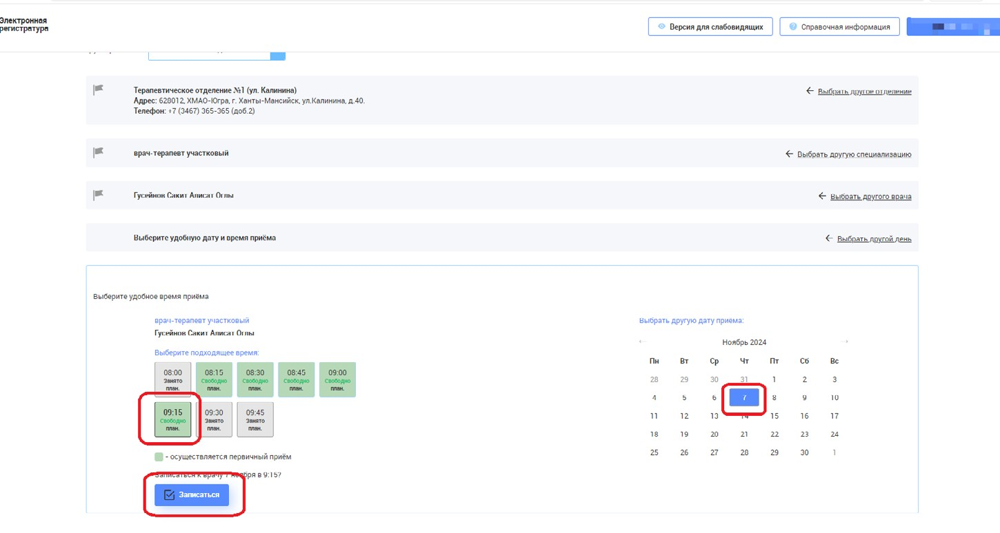 Электронная
регистратура
Версия для слабовидящих
Справочная информация
Терапевтическое отделение №1 (ул. Калинина)
Выбрать другое отделение
Адрес: 628012, ХМАО-Югра, г. Ханты-Мансийск, ул.Калинина, д.40.
Телефон: +7 (3467) 365-365 (доб.2)
врач-терапевт участковый
Выбрать другую специализацию
Гусейнов Сакит Алисат Оглы
Выбрать другого врача
Выберите удобную дату и время приёма
Выбрать другой день
Выберите удобное время приёма
врач-терапевт участковый
Гусейнов Сакит Алисат Оглы
Выберите подходящее время:
08:00 08:15 08:30 08:45 09:00
Занято Свободно Свободно Свободно Свободно
план. план. план. план. план.
09:15 09:30 09:45
Свободно Занято Занято
план. план. план.
- осуществляется первичный приём
Записаться к врачу 7 ноября в 9:15?
Записаться
Выбрать другую дату приема:
Ноябрь 2024
Пн Вт Ср Чт Пт Сб Вс
28 29 30 31 1 2 3
4 5 6 7 8 9 10
11 12 13 14 15 16 17
18 19 20 21 22 23 24
25 26 27 28 29 30 1